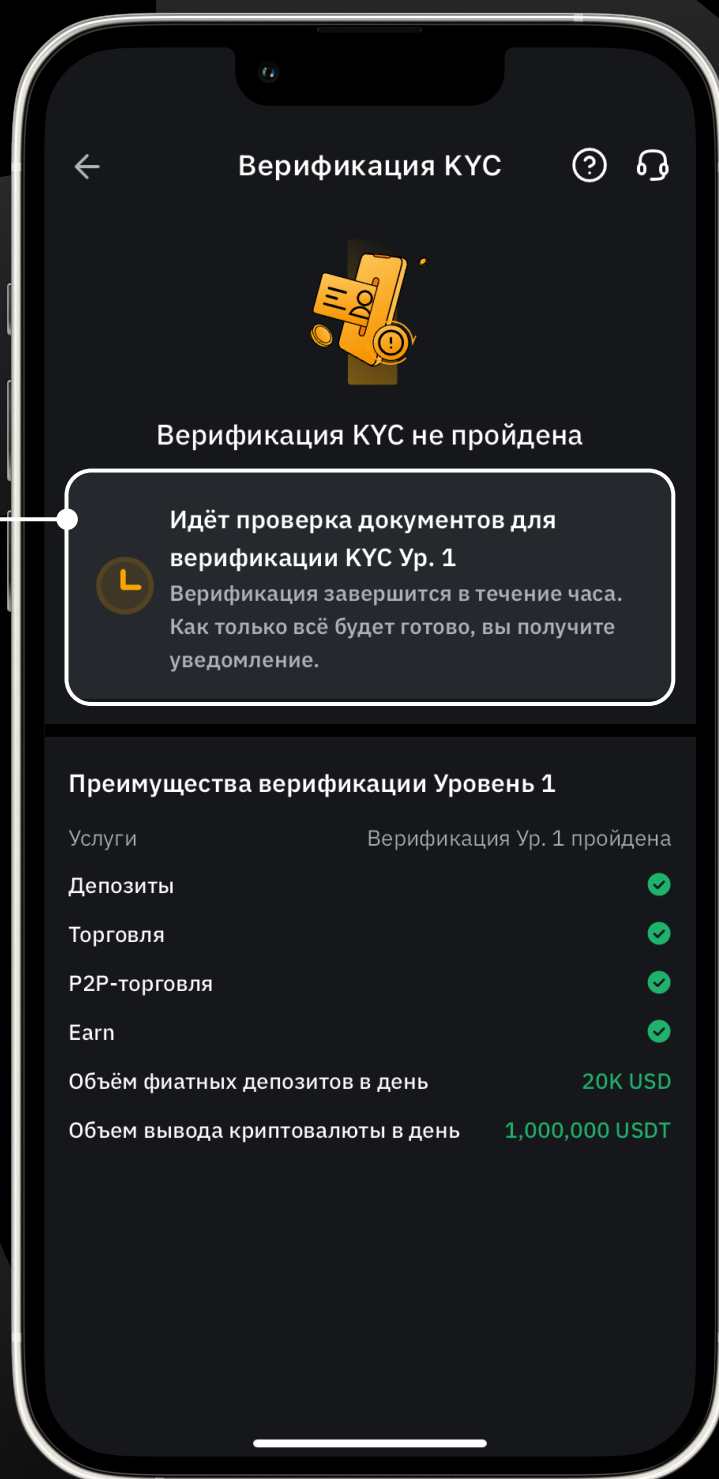 Верификация KYC
Верификация KYC не пройдена
Идёт проверка документов для
верификации KYC Ур. 1
Верификация завершится в течение часа.
Как только всё будет готово, вы получите
уведомление.
Преимущества верификации Уровень 1
Услуги Верификация Ур. 1 пройдена
Депозиты
Торговля
P2P-торговля
Earn
Объём фиатных депозитов в день 20K USD
Объем вывода криптовалюты в день 1,000,000 USDT